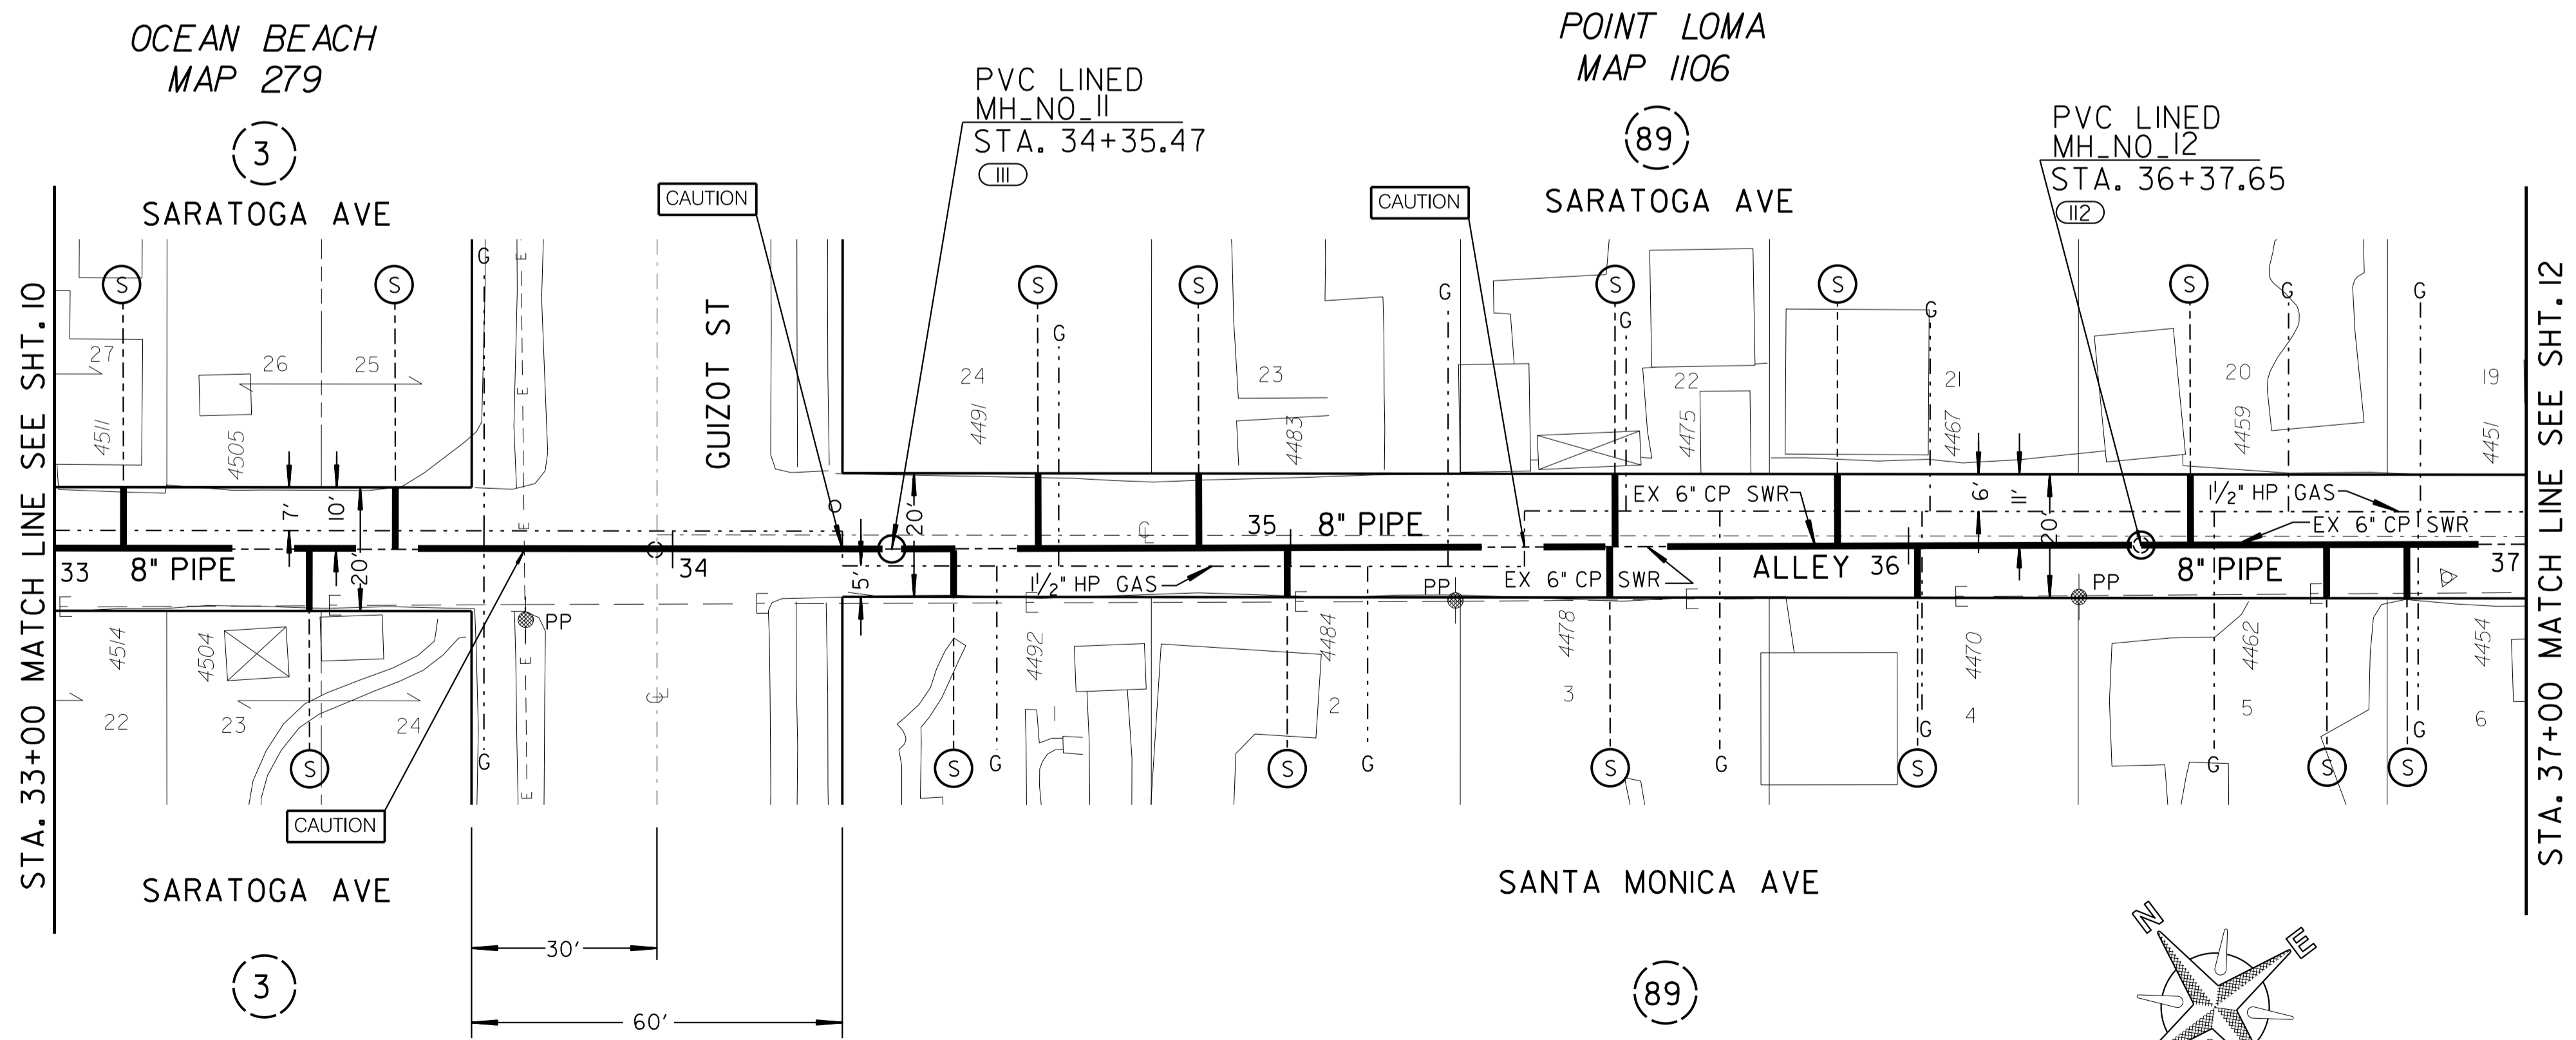 OCEAN BEACH
MAP 279
3
SARATOGA AVE
POINT LOMA
MAP 1106
89
SARATOGA AVE
PVC LINED
MH_NO_11
STA. 34+35.47
111
PVC LINED
MH_NO_12
STA. 36+37.65
112
CAUTION
CAUTION
STA. 33+00 MATCH LINE SEE SHT. 10
STA. 37+00 MATCH LINE SEE SHT. 12
S
S
S
S
S
S
S
G
E
G
G
G
G
G
G
GUIZOT ST
27
26
25
24
23
22
21
20
19
4511
4505
4491
4483
4475
4467
4459
4451
E
7'
10'
20'
20'
5'
6'
11'
20'
EX 6" CP SWR
1 1/2" HP GAS
EX 6" CP SWR
E
CL
35
8" PIPE
33
8" PIPE
34
1 1/2" HP GAS
EX 6" CP SWR
ALLEY
36
8" PIPE
37
PP
PP
PP
E
E
E
E
E
E
E
E
4514
4504
4492
4484
4478
4470
4462
4454
E
CL
22
23
24
1
2
3
4
5
6
G
G
G
G
G
G
G
E
S
S
S
S
S
S
S
CAUTION
SARATOGA AVE
SANTA MONICA AVE
3
89
30'
60'
N
E